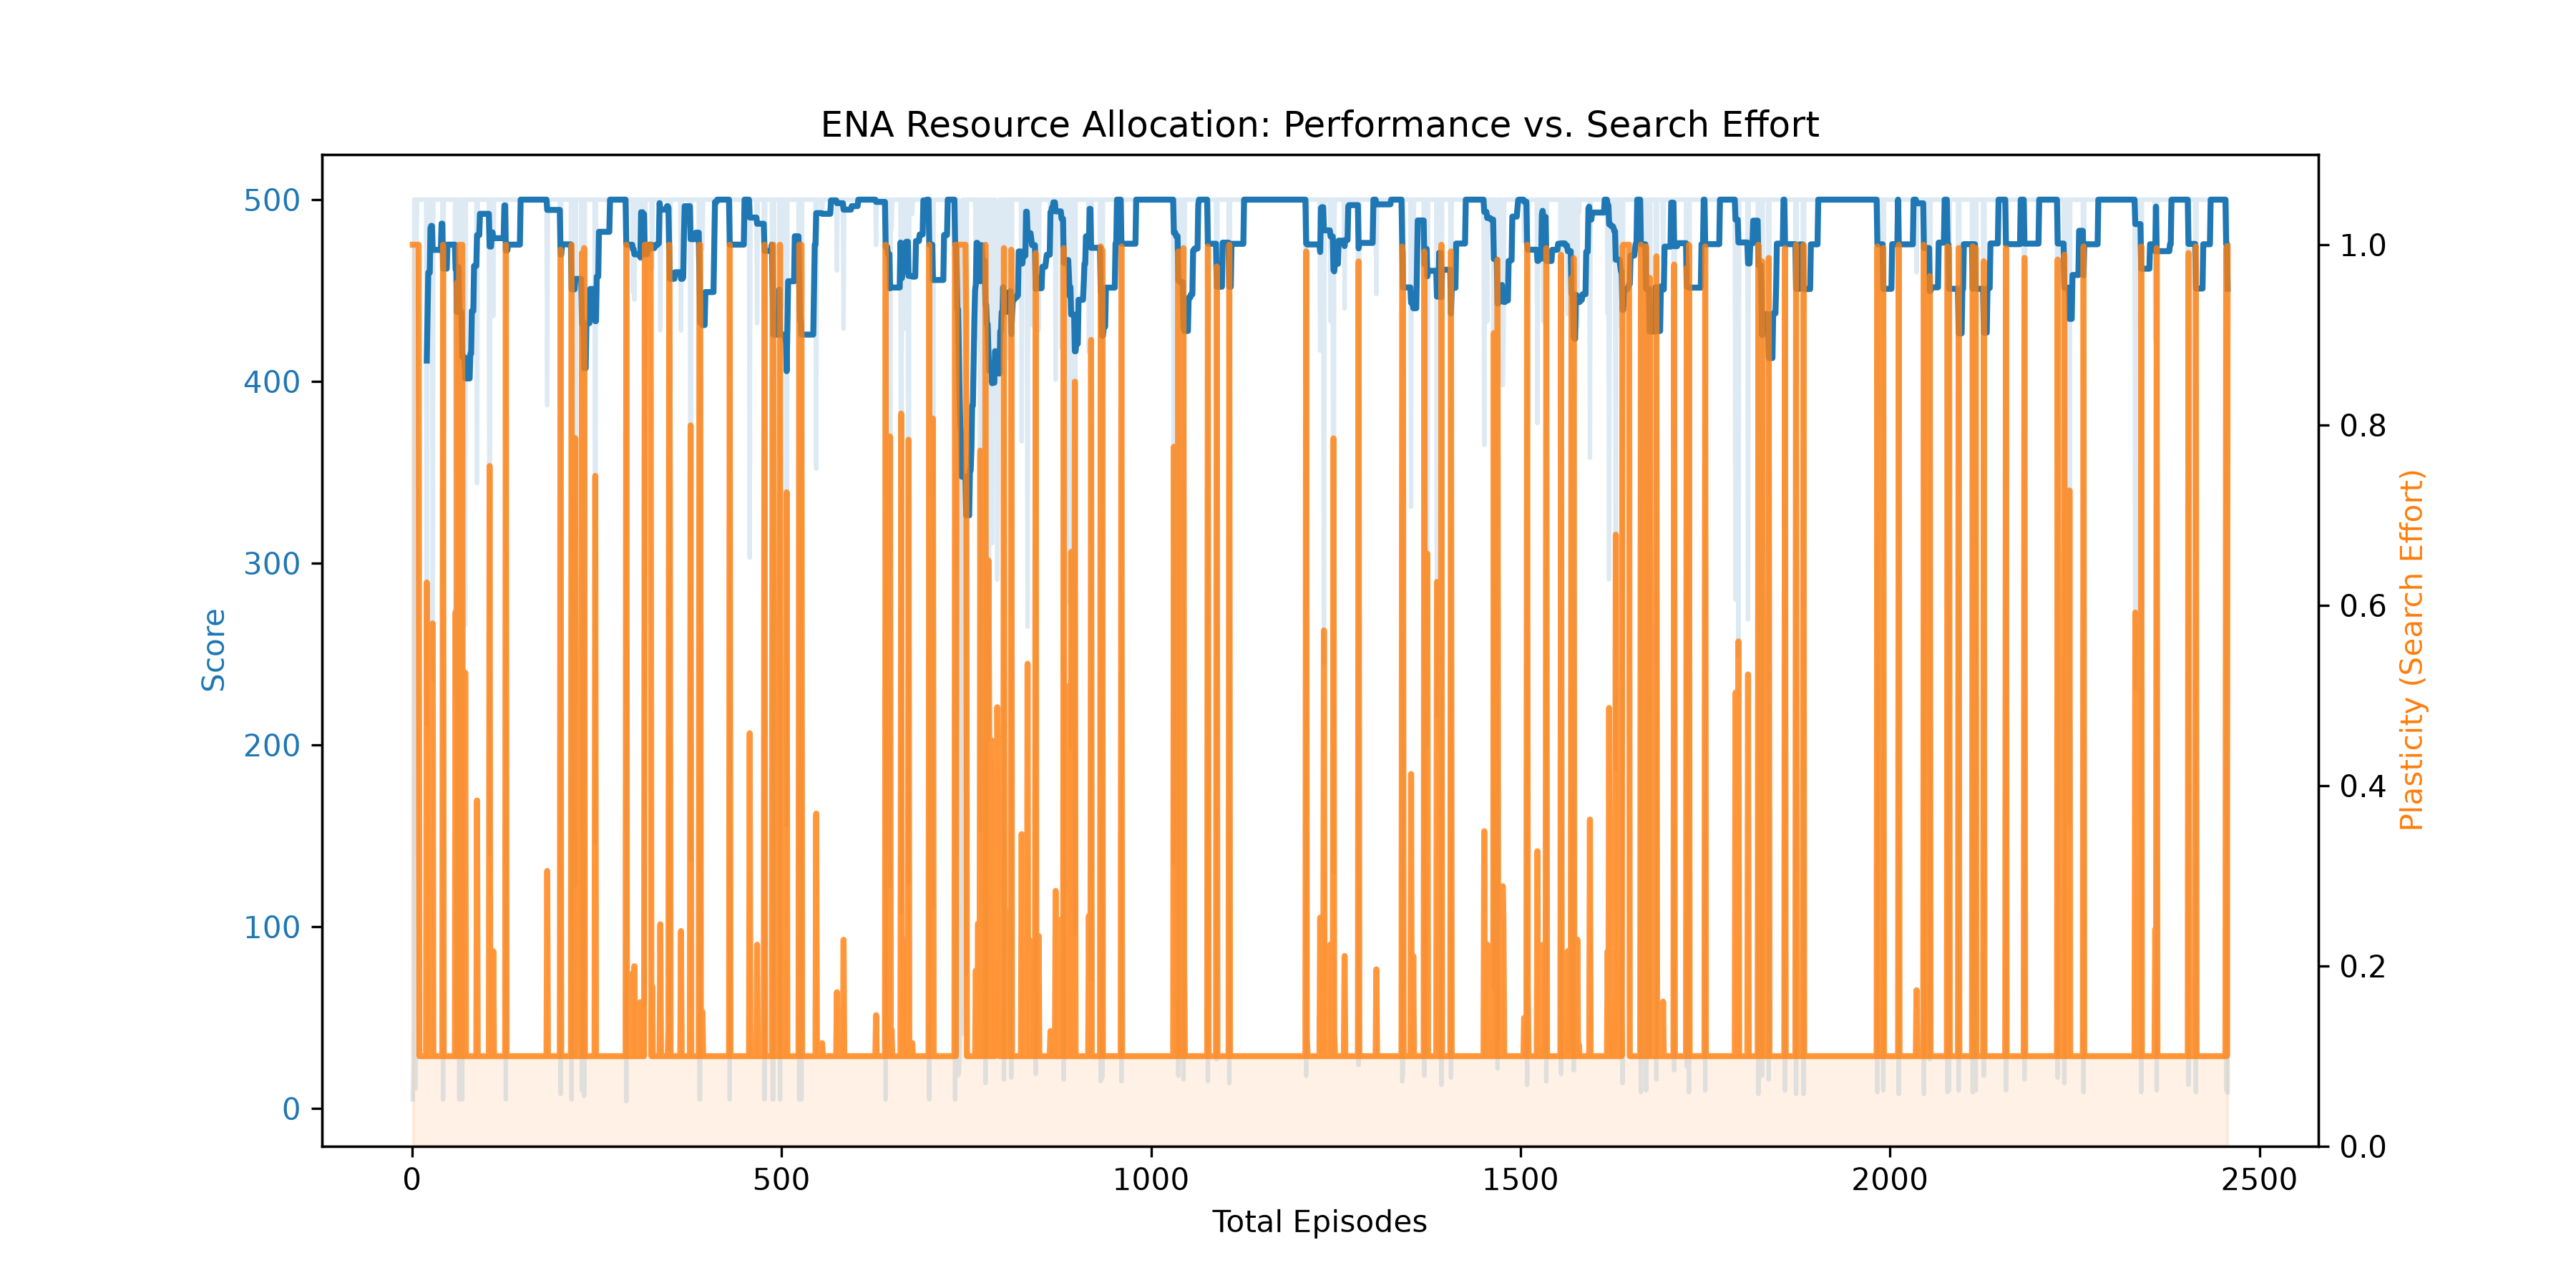 ENA Resource Allocation: Performance vs. Search Effort
500
400
300
200
100
0
Score
1.0
0.8
0.6
0.4
0.2
0.0
Plasticity (Search Effort)
0 500 1000 1500 2000 2500
Total Episodes